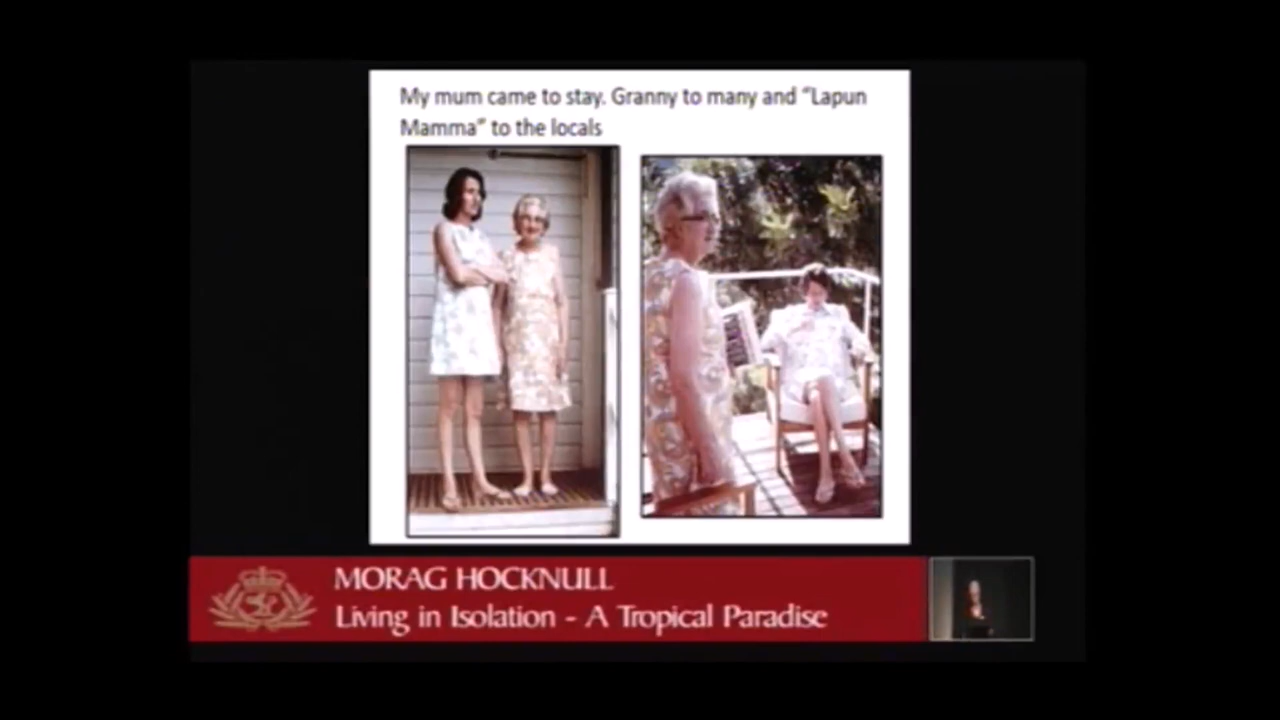 My mum came to stay. Granny to many and “Lapun
Mamma” to the locals
MORAG HOCKNULL
Living in Isolation - A Tropical Paradise